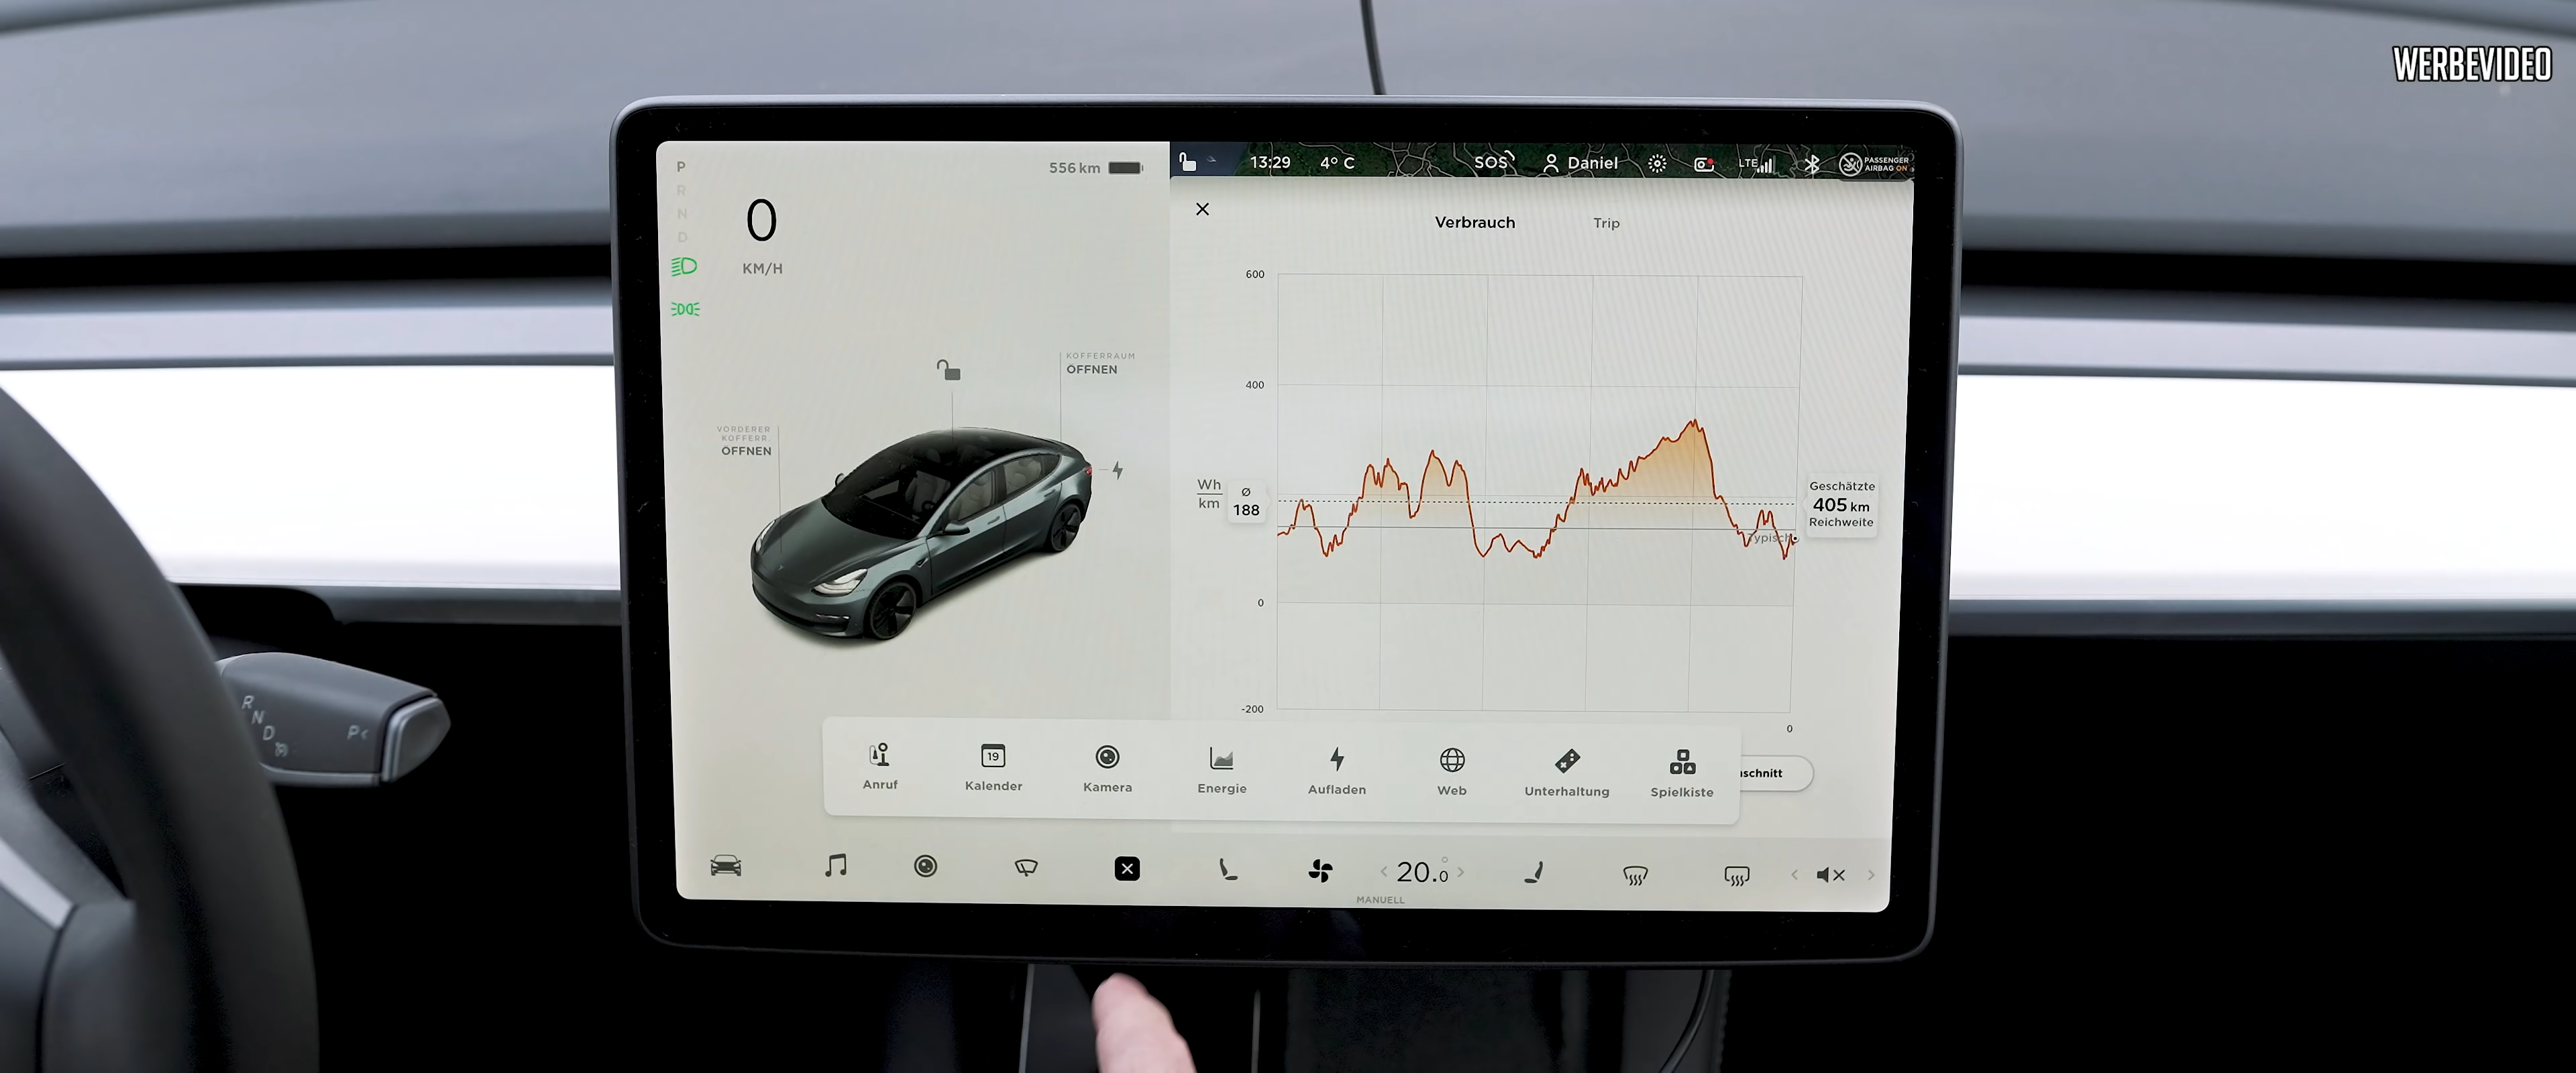 WERBEVIDEO
P
R
N
D
0
KM/H
556 km
13:29
4° C
SOS
Daniel
LTE
PASSENGER
AIRBAG ON
Verbrauch
Trip
KOFFERRAUM
ÖFFNEN
VORDERER
KOFFERR.
ÖFFNEN
600
400
0
-200
Wh
km
Ø
188
Geschätzte
405 km
Reichweite
Typisch
0
Anruf
19
Kalender
Kamera
Energie
Aufladen
Web
Unterhaltung
Spielkiste
schnitt
20.0°
MANUELL
R
N
D
P<